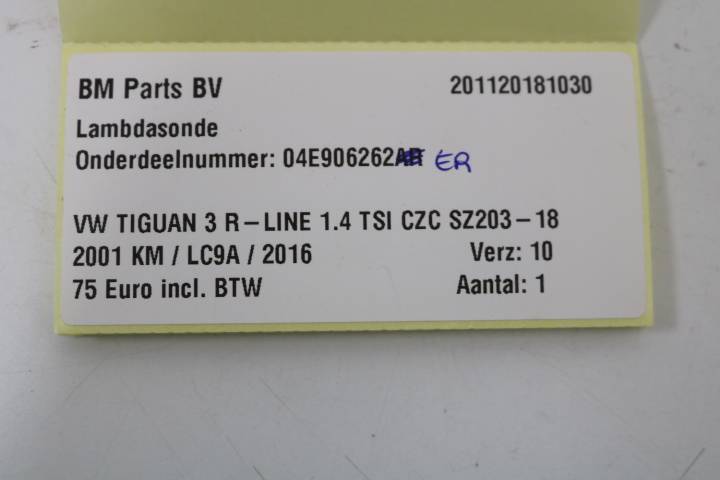 BM Parts BV 201120181030
Lambdasonde
Onderdeelnummer: 04E906262 ER
VW TIGUAN 3 R-LINE 1.4 TSI CZC SZ203-18
2001 KM / LC9A / 2016 Verz: 10
75 Euro incl. BTW Aantal: 1